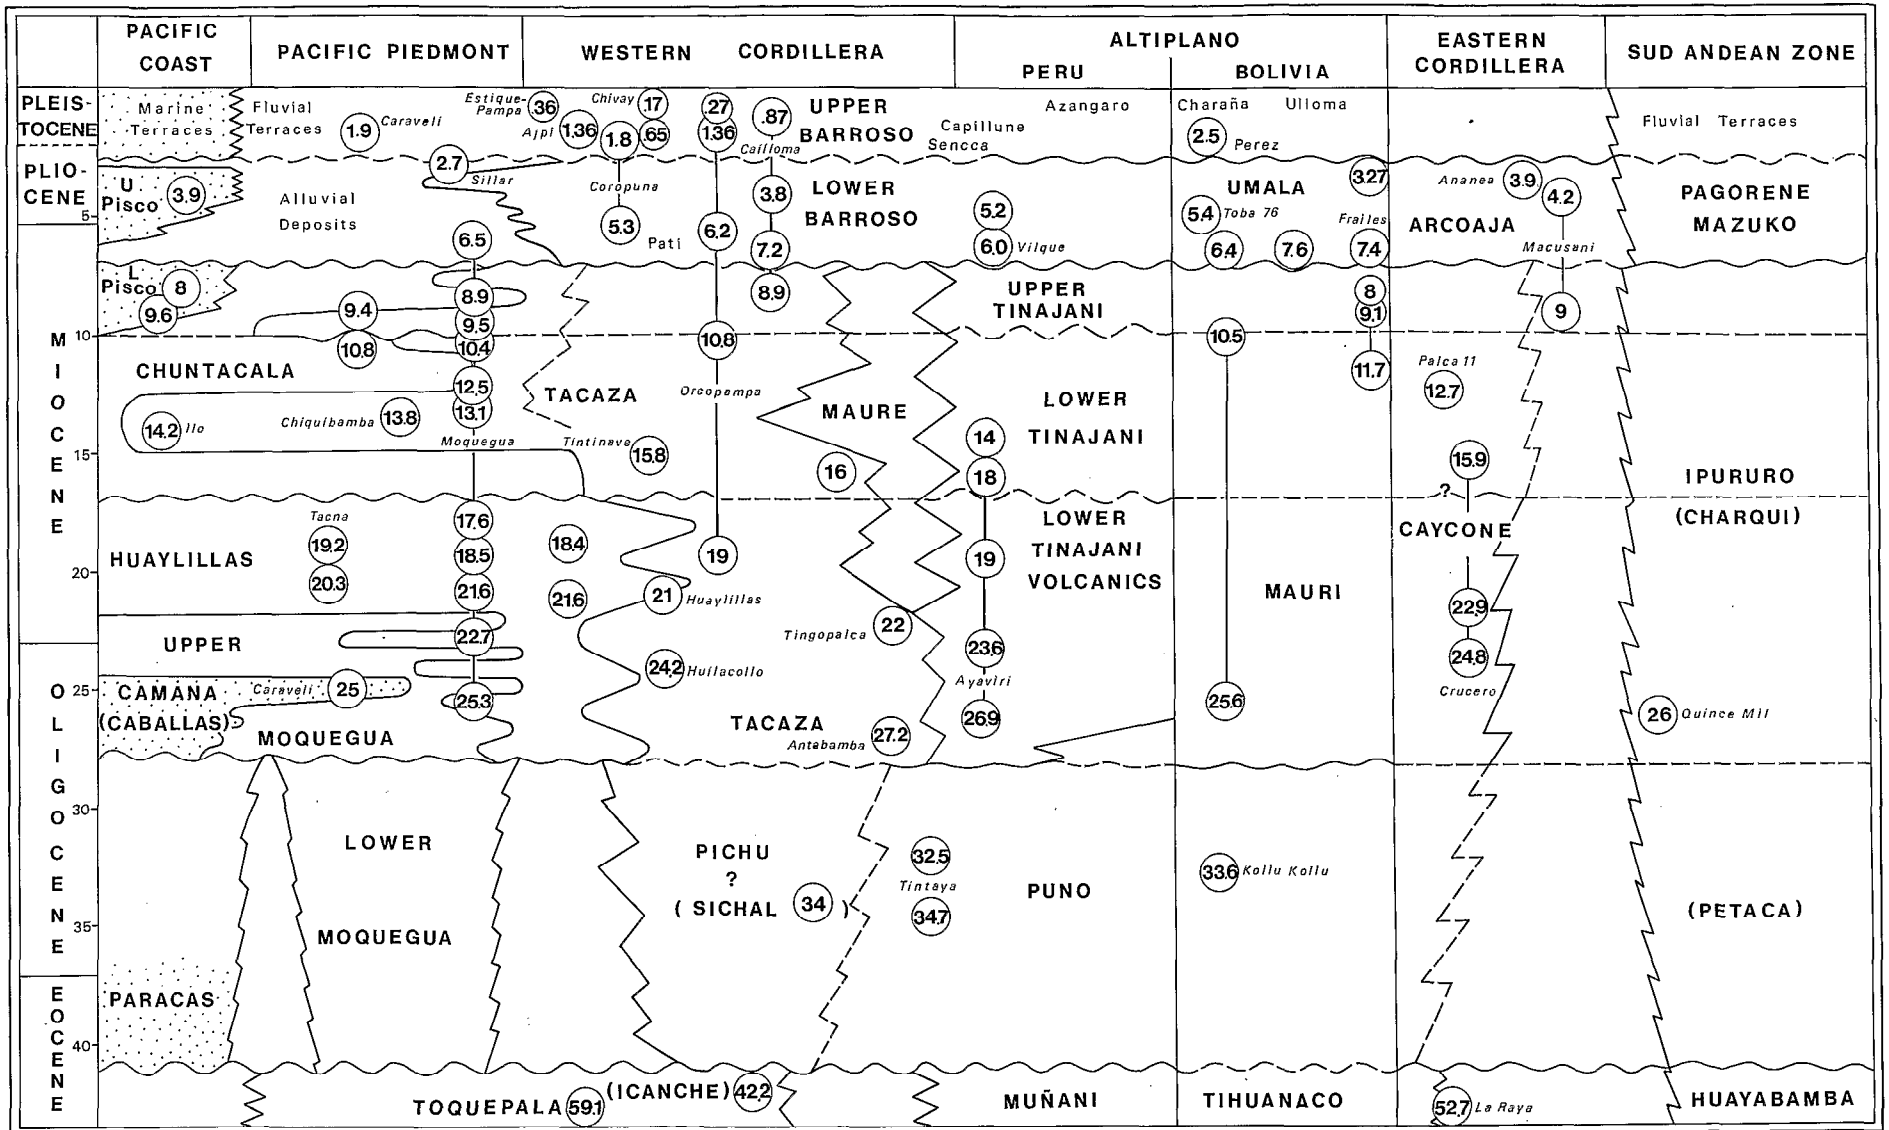 PACIFIC COAST
PACIFIC PIEDMONT
WESTERN CORDILLERA
ALTIPLANO
PERU
BOLIVIA
EASTERN CORDILLERA
SUD ANDEAN ZONE
PLEIS-
TOCENE
PLIO-
CENE
5
MIOCENE
10
15
20
OLIGOCENE
25
30
35
EOCENE
40
Marine
Terraces
U
Pisco
3.9
L
Pisco
8
9.6
Fluvial
Terraces
1.9
Caraveli
2.7
Sillar
Alluvial
Deposits
6.5
8.9
9.4
9.5
10.4
10.8
CHUNTACALA
12.5
13.1
Moquegua
14.2
Ilo
Chiquibamba
13.8
Tacna
19.2
20.3
HUAYLILLAS
17.6
18.5
21.6
22.7
25.3
UPPER
CAMANA
(CABALLAS)
Caraveli
25
MOQUEGUA
LOWER
MOQUEGUA
PARACAS
Estique-
Pampa
.36
Ajpi
1.36
Chivay
.17
.65
1.8
Coropuna
5.3
Pati
.27
1.36
6.2
10.8
Orcopampa
19
.87
Cailloma
3.8
7.2
8.9
UPPER
BARROSO
LOWER
BARROSO
TACAZA
Tintinave
15.8
MAURE
16
18.4
21.6
21
Huaylillas
24.2
Huilacollo
Tingopalca
22
TACAZA
Antabamba
27.2
PICHU
?
( SICHAL
34
)
TOQUEPALA
59.1
(ICANCHE)
42.2
Azangaro
Capillune
Sencca
5.2
6.0
Vilque
UPPER
TINAJANI
LOWER
TINAJANI
14
18
LOWER
TINAJANI
VOLCANICS
19
23.6
Ayaviri
26.9
32.5
Tintaya
34.7
PUNO
MUÑANI
Charaña
Ulloma
2.5
Perez
UMALA
3.27
5.4
Toba 76
Frailes
6.4
7.6
7.4
8
9.1
10.5
11.7
MAURI
25.6
33.6
Kollu Kollu
TIHUANACO
Ananea
3.9
4.2
ARCOAJA
Macusani
9
Palca 11
12.7
15.9
?
CAYCONE
22.9
24.8
Crucero
52.7
La Raya
Fluvial Terraces
PAGORENE
MAZUKO
IPURURO
(CHARQUI)
26
Quince Mil
(PETACA)
HUAYABAMBA